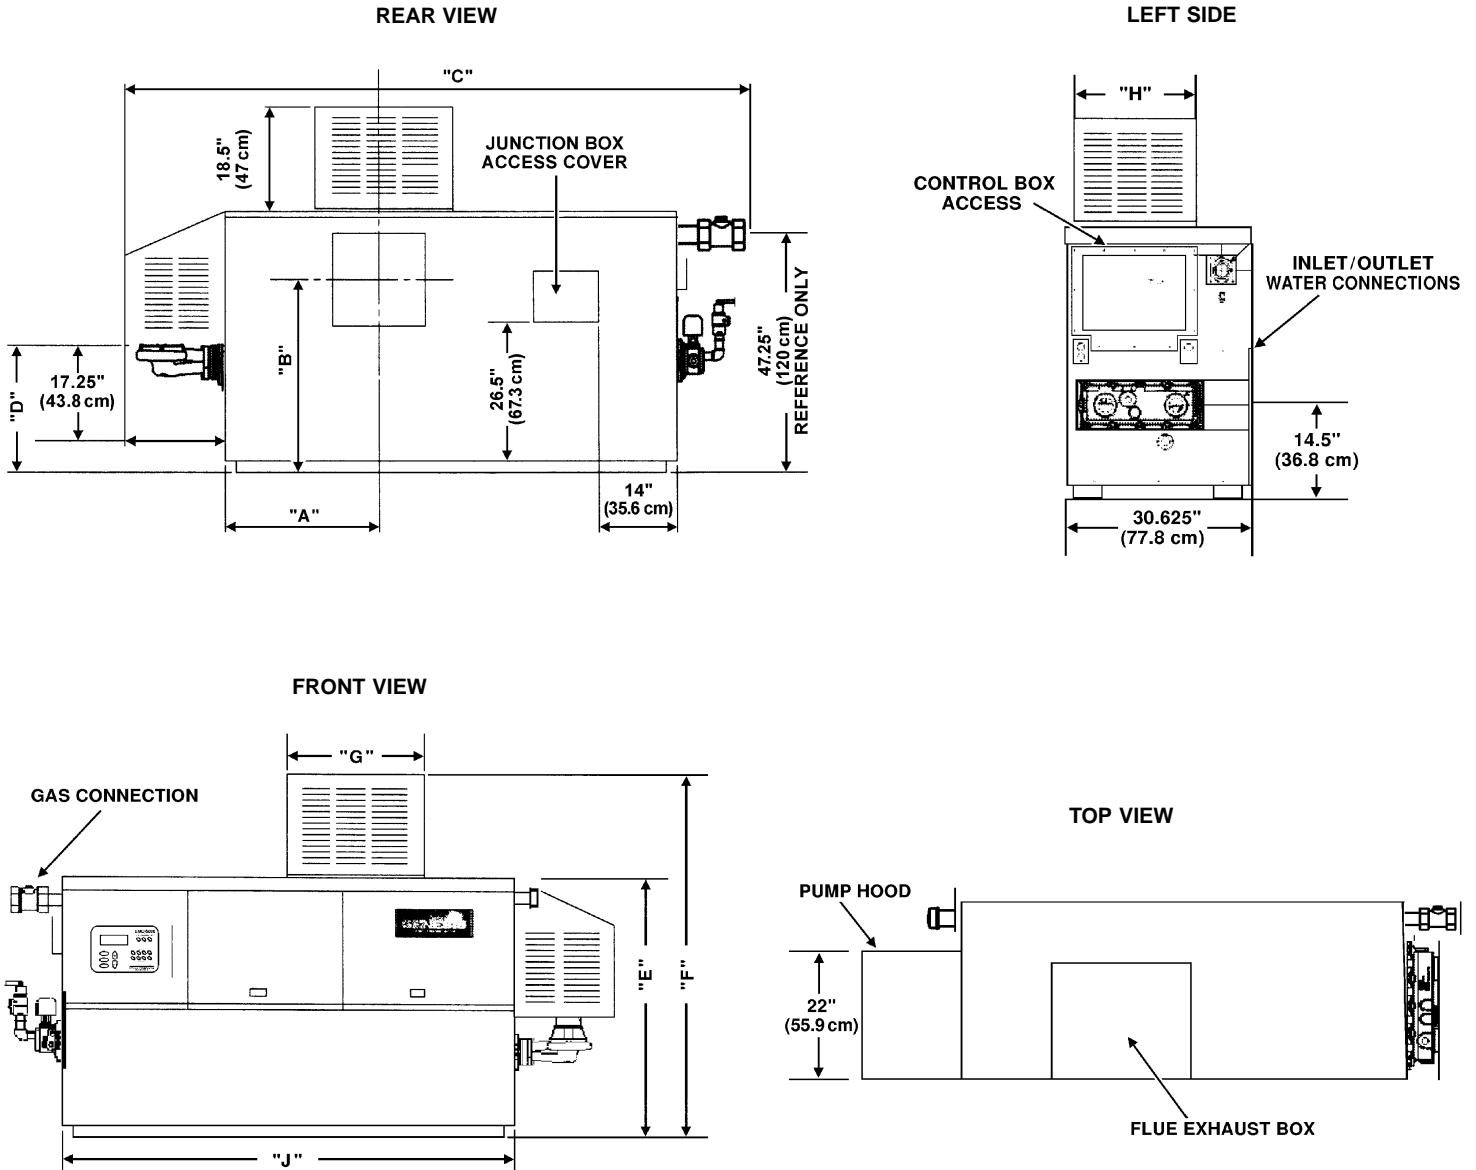 REAR VIEW
LEFT SIDE
"C"
"H"
18.5"
(47 cm)
JUNCTION BOX
ACCESS COVER
CONTROL BOX
ACCESS
INLET/OUTLET
WATER CONNECTIONS
"B"
47.25"
(120 cm)
REFERENCE ONLY
"D"
17.25"
(43.8 cm)
26.5"
(67.3 cm)
14.5"
(36.8 cm)
"A"
14"
(35.6 cm)
30.625"
(77.8 cm)
FRONT VIEW
"G"
GAS CONNECTION
TOP VIEW
PUMP HOOD
"E"
"F"
22"
(55.9 cm)
FLUE EXHAUST BOX
"J"